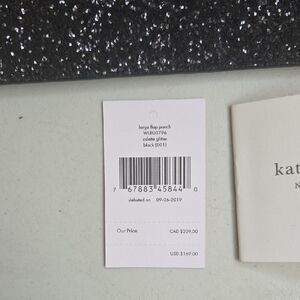 large flap pouch
WLRU5796
odette glitter
black (001)
7 67883 45844 0
debuted on 09-06-2019
Our Price CAD $209.00
USD $169.00
kat
N